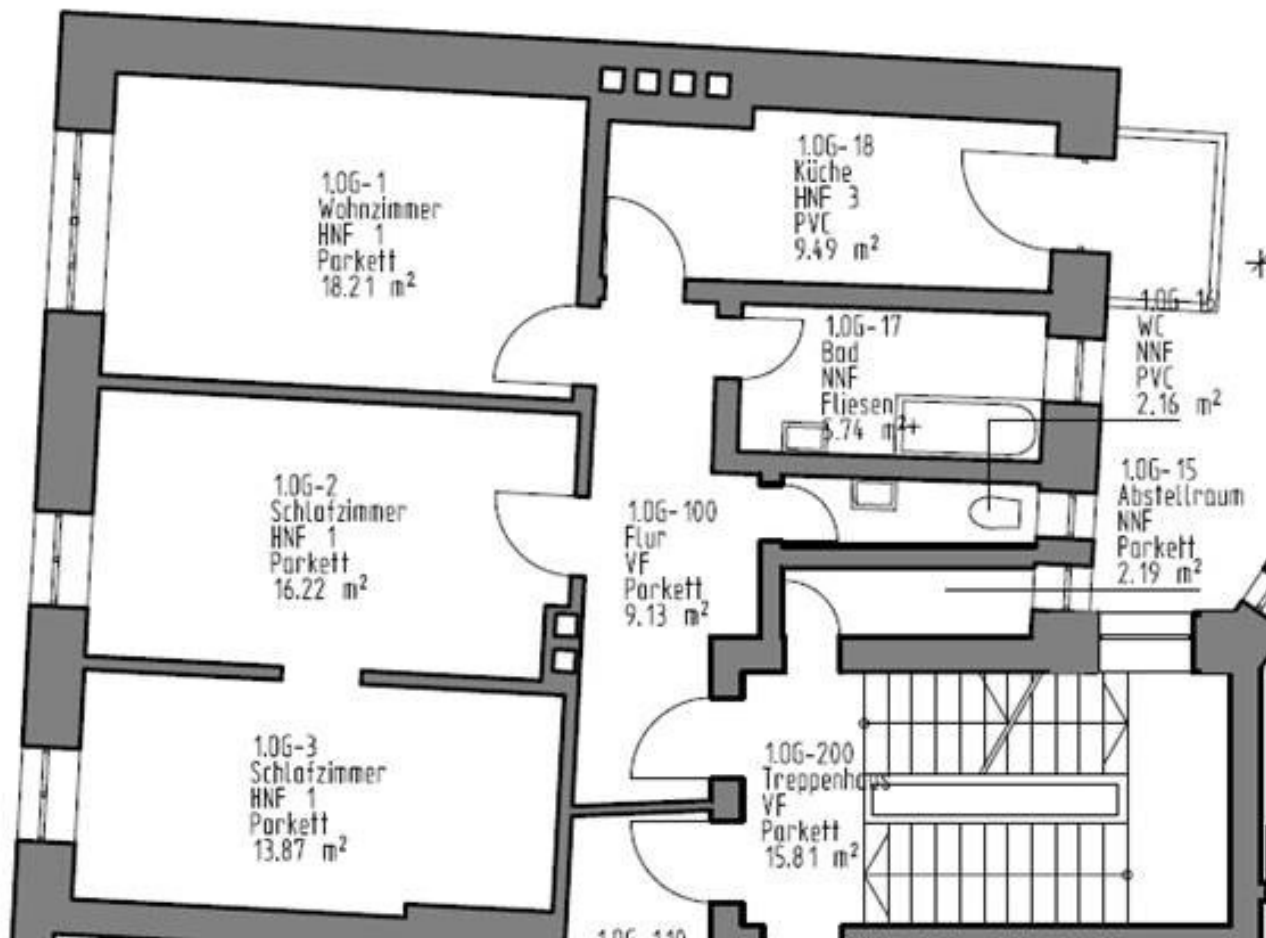 1.OG-18
Küche
HNF 3
PVC
9.49 m²
1.OG-1
Wohnzimmer
HNF 1
Parkett
18.21 m²
1.OG-16
WC
NNF
PVC
2.16 m²
1.OG-17
Bad
NNF
Fliesen
m²
1.OG-15
Abstellraum
NNF
Parkett
2.19 m²
1.OG-2
Schlafzimmer
HNF 1
Parkett
16.22 m²
1.OG-100
Flur
VF
Parkett
9.13 m²
1.OG-3
Schlafzimmer
HNF 1
Parkett
13.87 m²
1.OG-200
Treppenhaus
VF
Parkett
15.81 m²